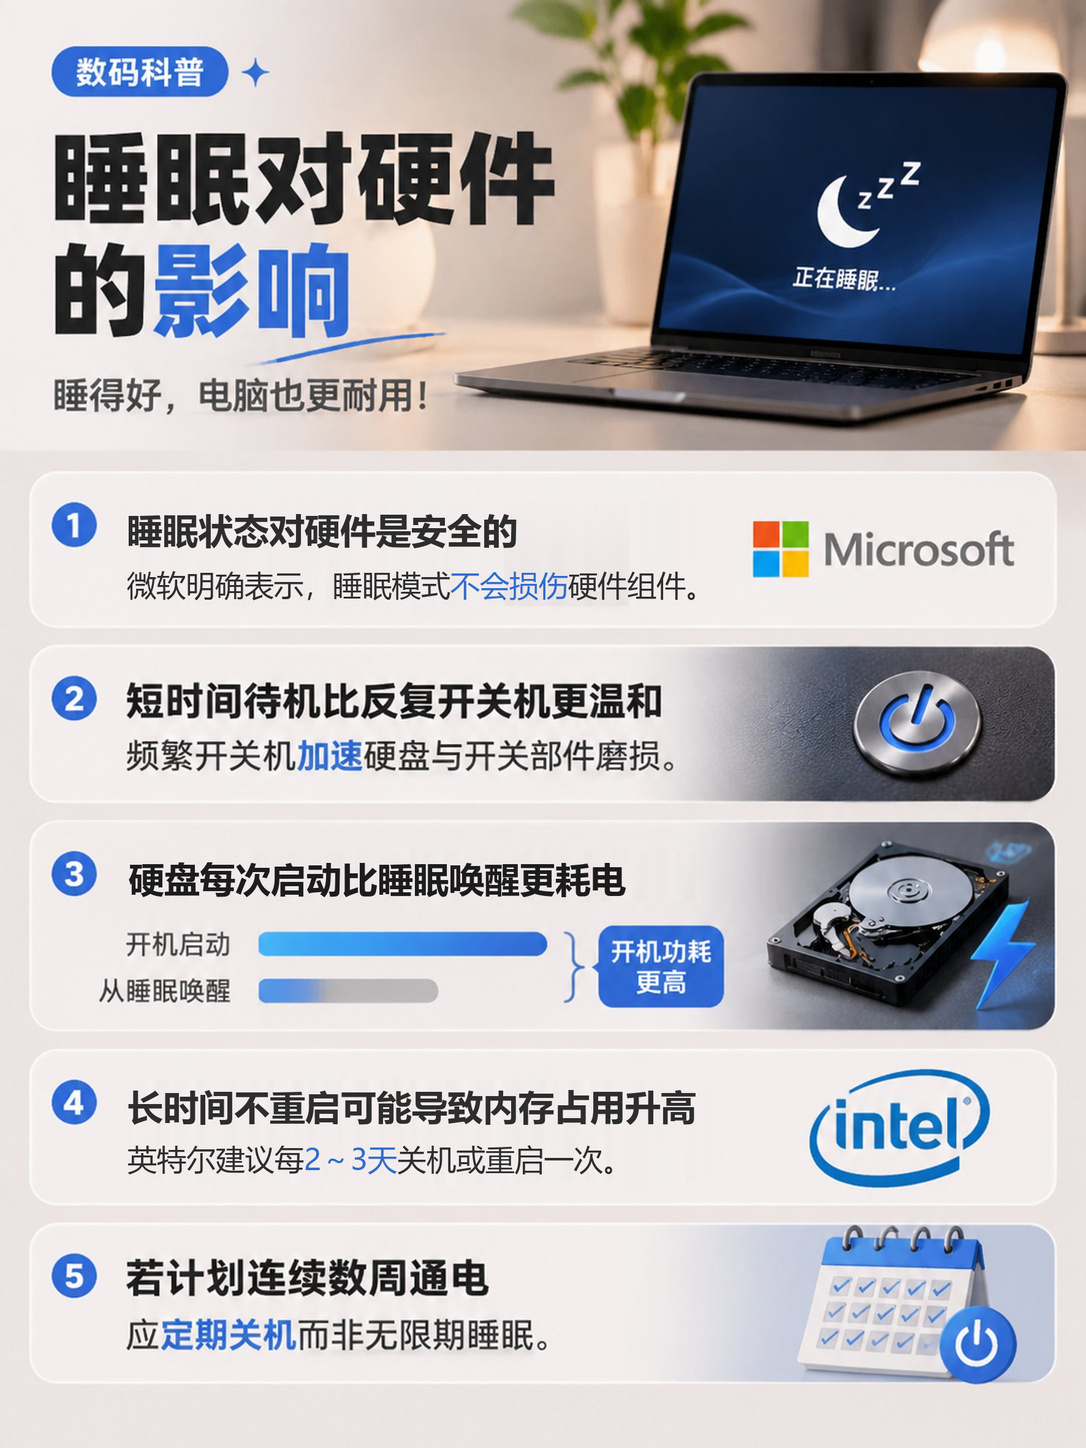 数码科普
睡眠对硬件
的影响
睡得好，电脑也更耐用！
z z z
正在睡眠...
1
睡眠状态对硬件是安全的
微软明确表示，睡眠模式不会损伤硬件组件。
Microsoft
2
短时间待机比反复开关机更温和
频繁开关机加速硬盘与开关部件磨损。
3
硬盘每次启动比睡眠唤醒更耗电
开机启动
从睡眠唤醒
开机功耗
更高
4
长时间不重启可能导致内存占用升高
英特尔建议每2～3天关机或重启一次。
intel®
5
若计划连续数周通电
应定期关机而非无限期睡眠。